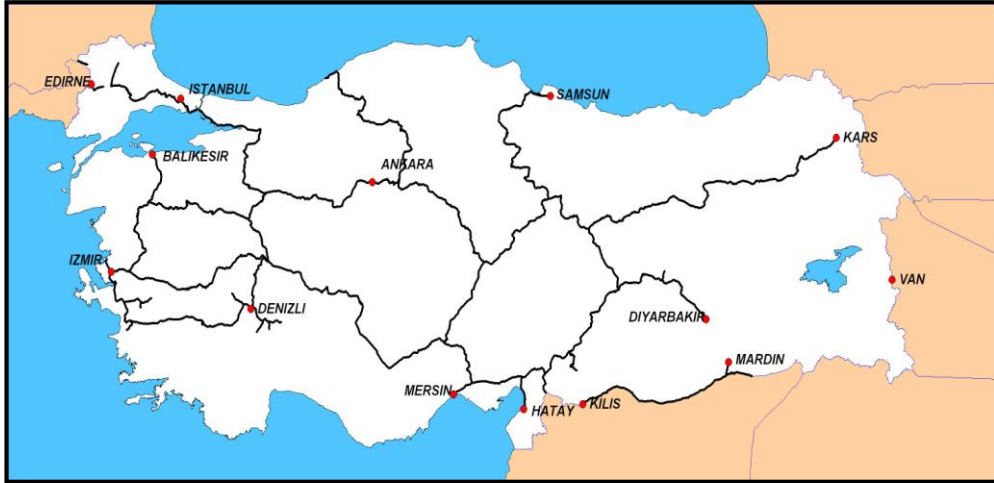 EDIRNE
ISTANBUL
SAMSUN
KARS
BALIKESIR
ANKARA
IZMIR
VAN
DENIZLI
DIYARBAKIR
MARDIN
MERSIN
HATAY
KILIS